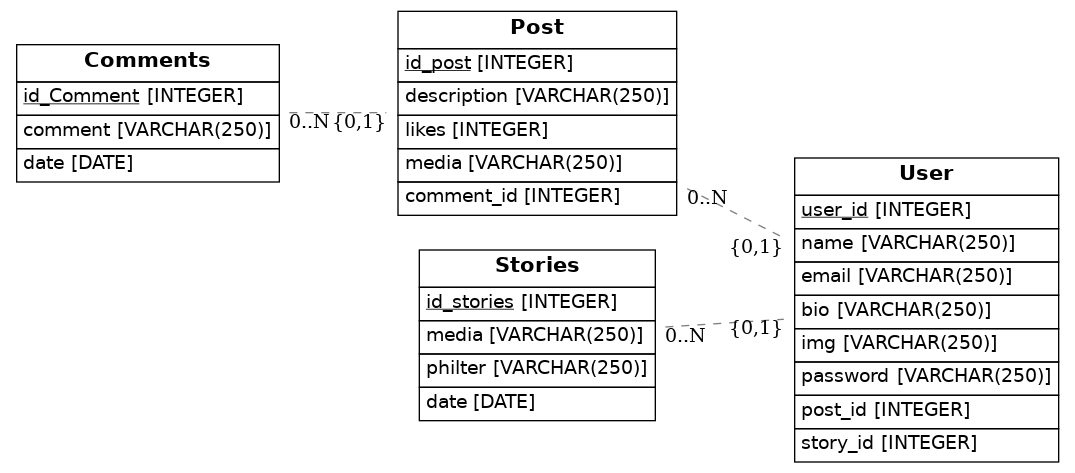 Comments
id_Comment [INTEGER]
comment [VARCHAR(250)]
date [DATE]
0..N {0,1}
Post
id_post [INTEGER]
description [VARCHAR(250)]
likes [INTEGER]
media [VARCHAR(250)]
comment_id [INTEGER]
0..N
{0,1}
Stories
id_stories [INTEGER]
media [VARCHAR(250)]
philter [VARCHAR(250)]
date [DATE]
0..N {0,1}
User
user_id [INTEGER]
name [VARCHAR(250)]
email [VARCHAR(250)]
bio [VARCHAR(250)]
img [VARCHAR(250)]
password [VARCHAR(250)]
post_id [INTEGER]
story_id [INTEGER]